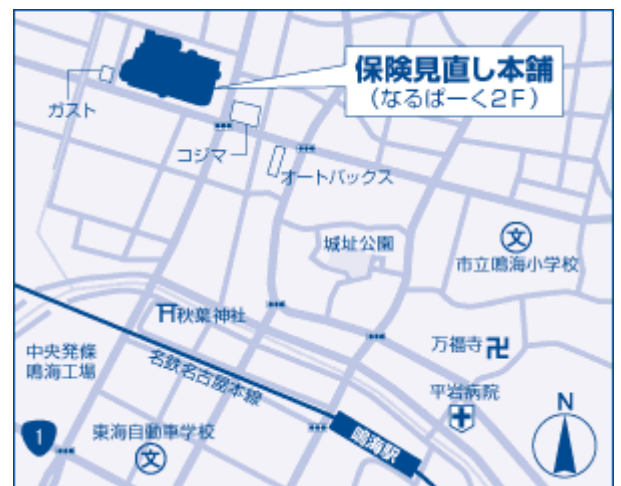 保険見直し本舗
(なるぱーく2F)
ガスト
コジマ
オートバックス
城址公園
文
市立鳴海小学校
秋葉神社
万福寺卍
中央発條
鳴海工場
名鉄名古屋本線
平岩病院
N
1
東海自動車学校
文
鳴海駅